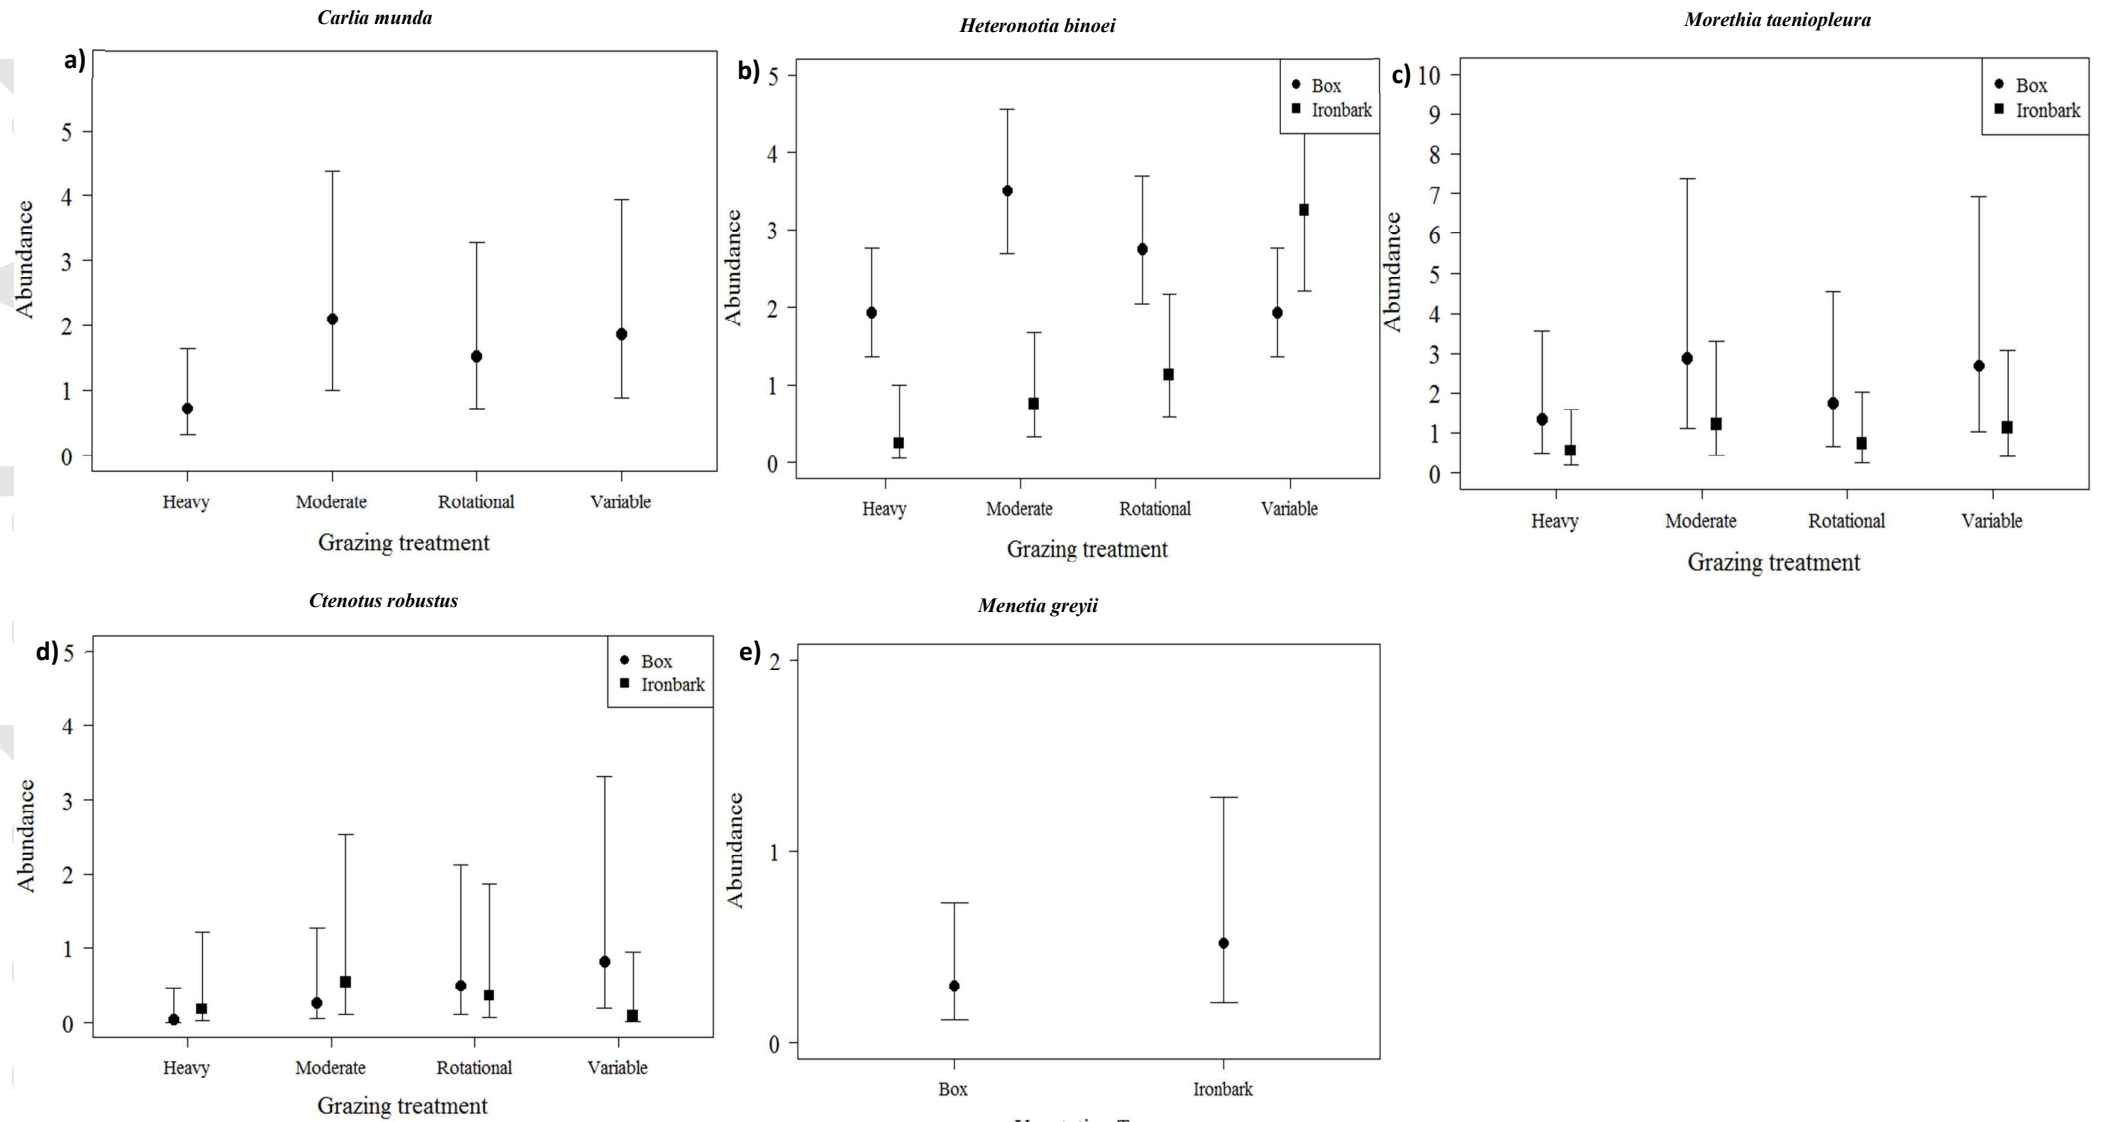 Carlia munda
a)
5
4
3
2
1
0
Abundance
Heavy Moderate Rotational Variable
Grazing treatment
Heteronotia binoei
b)
Box
Ironbark
5
4
3
2
1
0
Abundance
Heavy Moderate Rotational Variable
Grazing treatment
Morethia taeniopleura
c)
Box
Ironbark
10
9
8
7
6
5
4
3
2
1
0
Abundance
Heavy Moderate Rotational Variable
Grazing treatment
Ctenotus robustus
d)
Box
Ironbark
5
4
3
2
1
0
Abundance
Heavy Moderate Rotational Variable
Grazing treatment
Menetia greyii
e)
2
1
0
Abundance
Box Ironbark